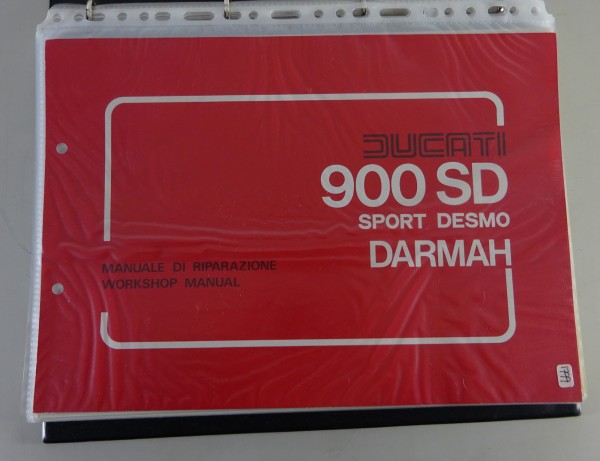 DUCATI
900 SD
SPORT DESMO
DARMAH
MANUALE DI RIPARAZIONE
WORKSHOP MANUAL